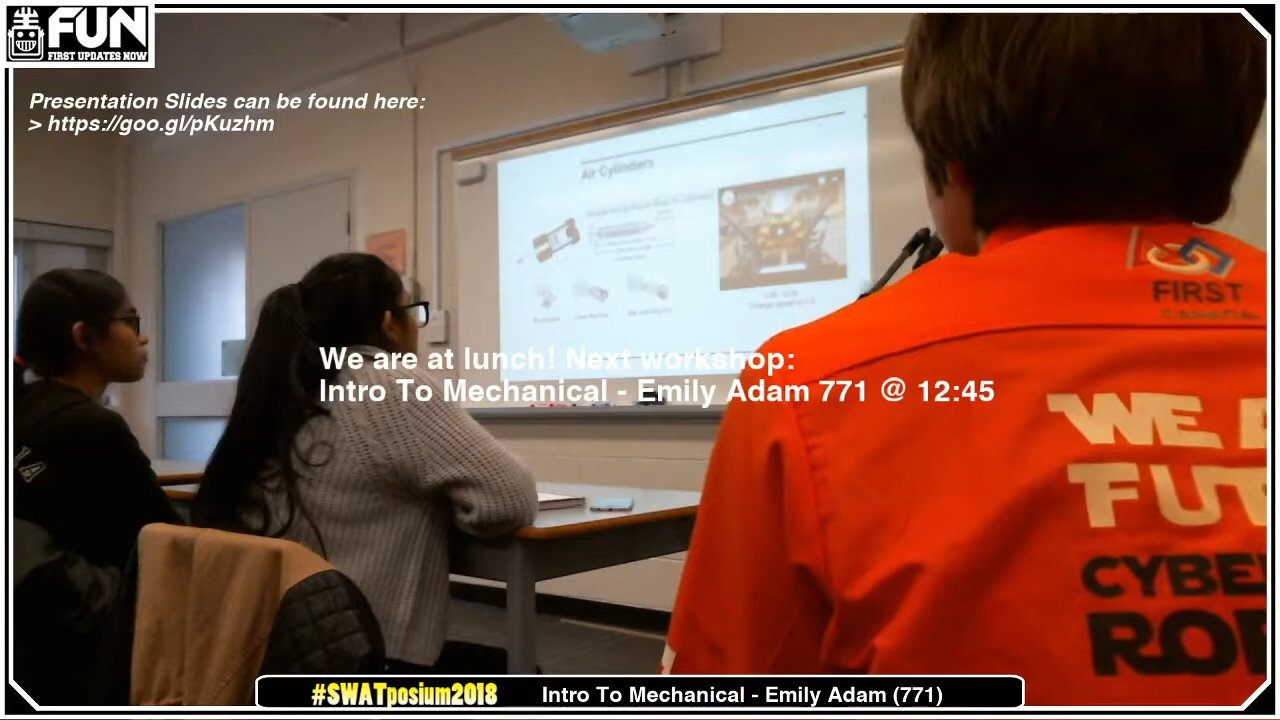 FUN
FIRST UPDATES NOW
Presentation Slides can be found here:
> https://goo.gl/pKuzhm
Air Cylinders
FIRST
We are at lunch! Next workshop:
Intro To Mechanical - Emily Adam 771 @ 12:45
WE
FUT
CYBE
RO
#SWATposium2018
Intro To Mechanical - Emily Adam (771)